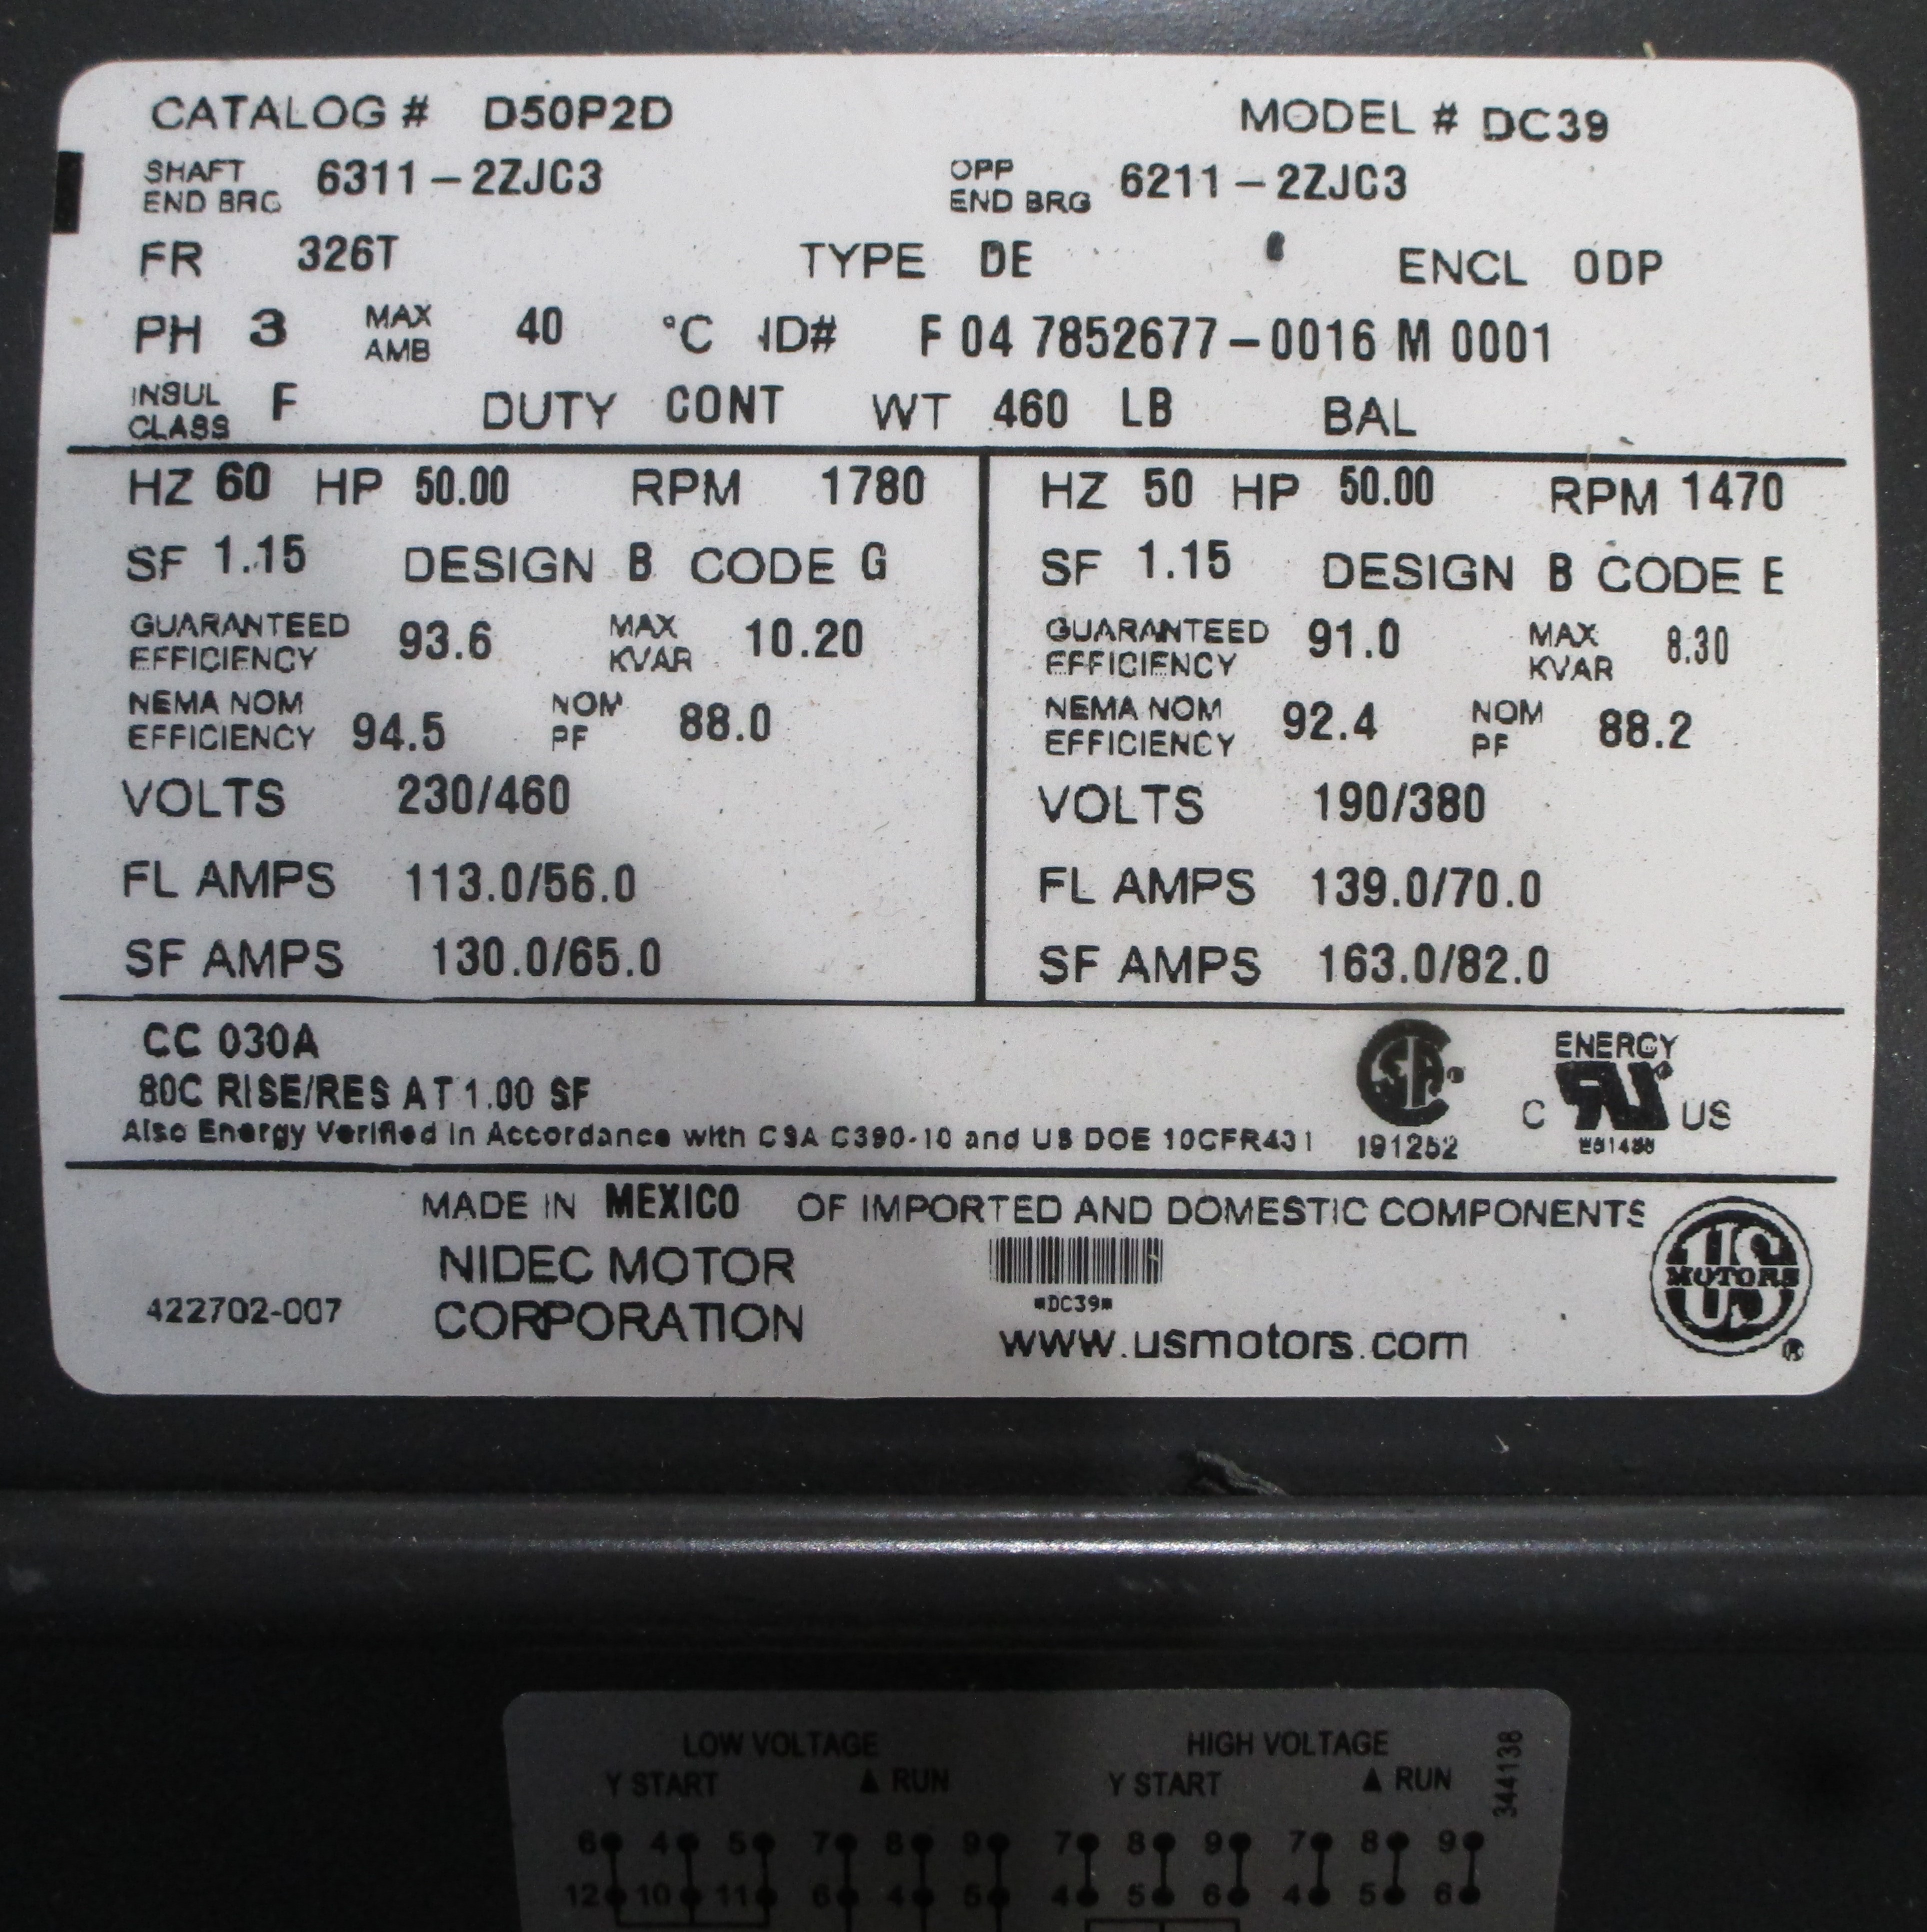 CATALOG # D50P2D MODEL # DC39
SHAFT END BRG 6311-2ZJC3 OPP END BRG 6211-2ZJC3
FR 326T TYPE DE ENCL ODP
PH 3 MAX AMB 40 °C ID# F 04 7852677-0016 M 0001
INSUL CLASS F DUTY CONT WT 460 LB BAL
HZ 60 HP 50.00 RPM 1780
SF 1.15 DESIGN B CODE G
GUARANTEED EFFICIENCY 93.6 MAX KVAR 10.20
NEMA NOM EFFICIENCY 94.5 NOM PF 88.0
VOLTS 230/460
FL AMPS 113.0/56.0
SF AMPS 130.0/65.0
HZ 50 HP 50.00 RPM 1470
SF 1.15 DESIGN B CODE E
GUARANTEED EFFICIENCY 91.0 MAX KVAR 8.30
NEMA NOM EFFICIENCY 92.4 NOM PF 88.2
VOLTS 190/380
FL AMPS 139.0/70.0
SF AMPS 163.0/82.0
CC 030A
80C RISE/RES AT 1.00 SF
Also Energy Verified in Accordance with CSA C390-10 and US DOE 10CFR431
SA ®
191252
ENERGY
C RU ® US
MADE IN MEXICO OF IMPORTED AND DOMESTIC COMPONENTS
NIDEC MOTOR
CORPORATION
422702-007
*DC39*
www.usmotors.com
US
MOTORS
®
LOW VOLTAGE HIGH VOLTAGE
Y START ▲ RUN Y START ▲ RUN
344138
6 4 5 7 8 9 7 8 9 7 8 9
12 10 11 6 4 5 4 5 6 4 5 6